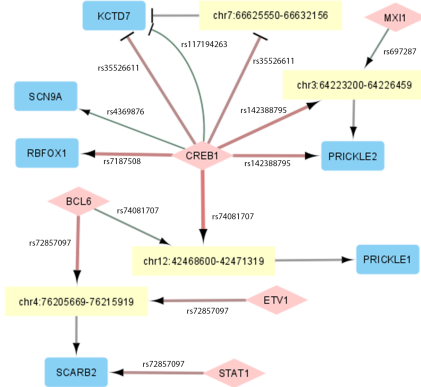 KCTD7
chr7:66625550-66632156
MXI1
rs117194263
rs35526611
rs35526611
rs697287
chr3:64223200-64226459
SCN9A
rs4369876
rs142388795
RBFOX1
rs7187508
CREB1
rs142388795
PRICKLE2
BCL6
rs74081707
rs74081707
rs72857097
chr12:42468600-42471319
PRICKLE1
chr4:76205669-76215919
ETV1
rs72857097
SCARB2
rs72857097
STAT1